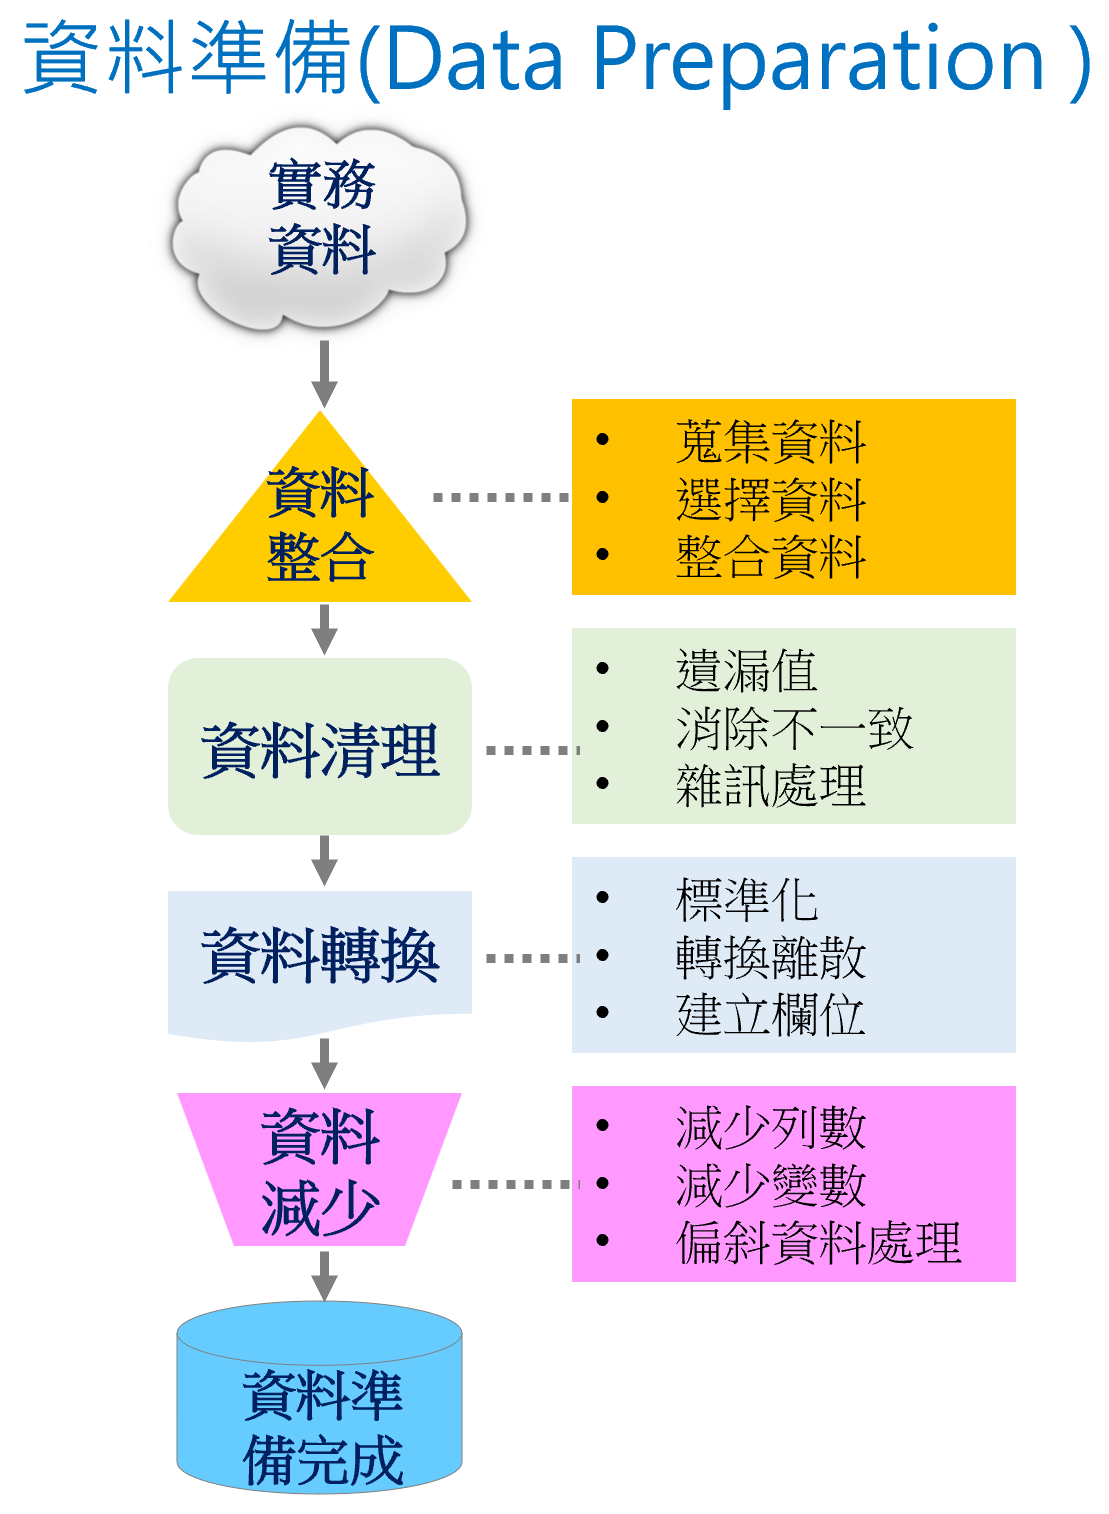 資料準備(Data Preparation )
實務
資料
資料
整合
• 蒐集資料
• 選擇資料
• 整合資料
資料清理
• 遺漏值
• 消除不一致
• 雜訊處理
資料轉換
• 標準化
• 轉換離散
• 建立欄位
資料
減少
• 減少列數
• 減少變數
• 偏斜資料處理
資料準
備完成